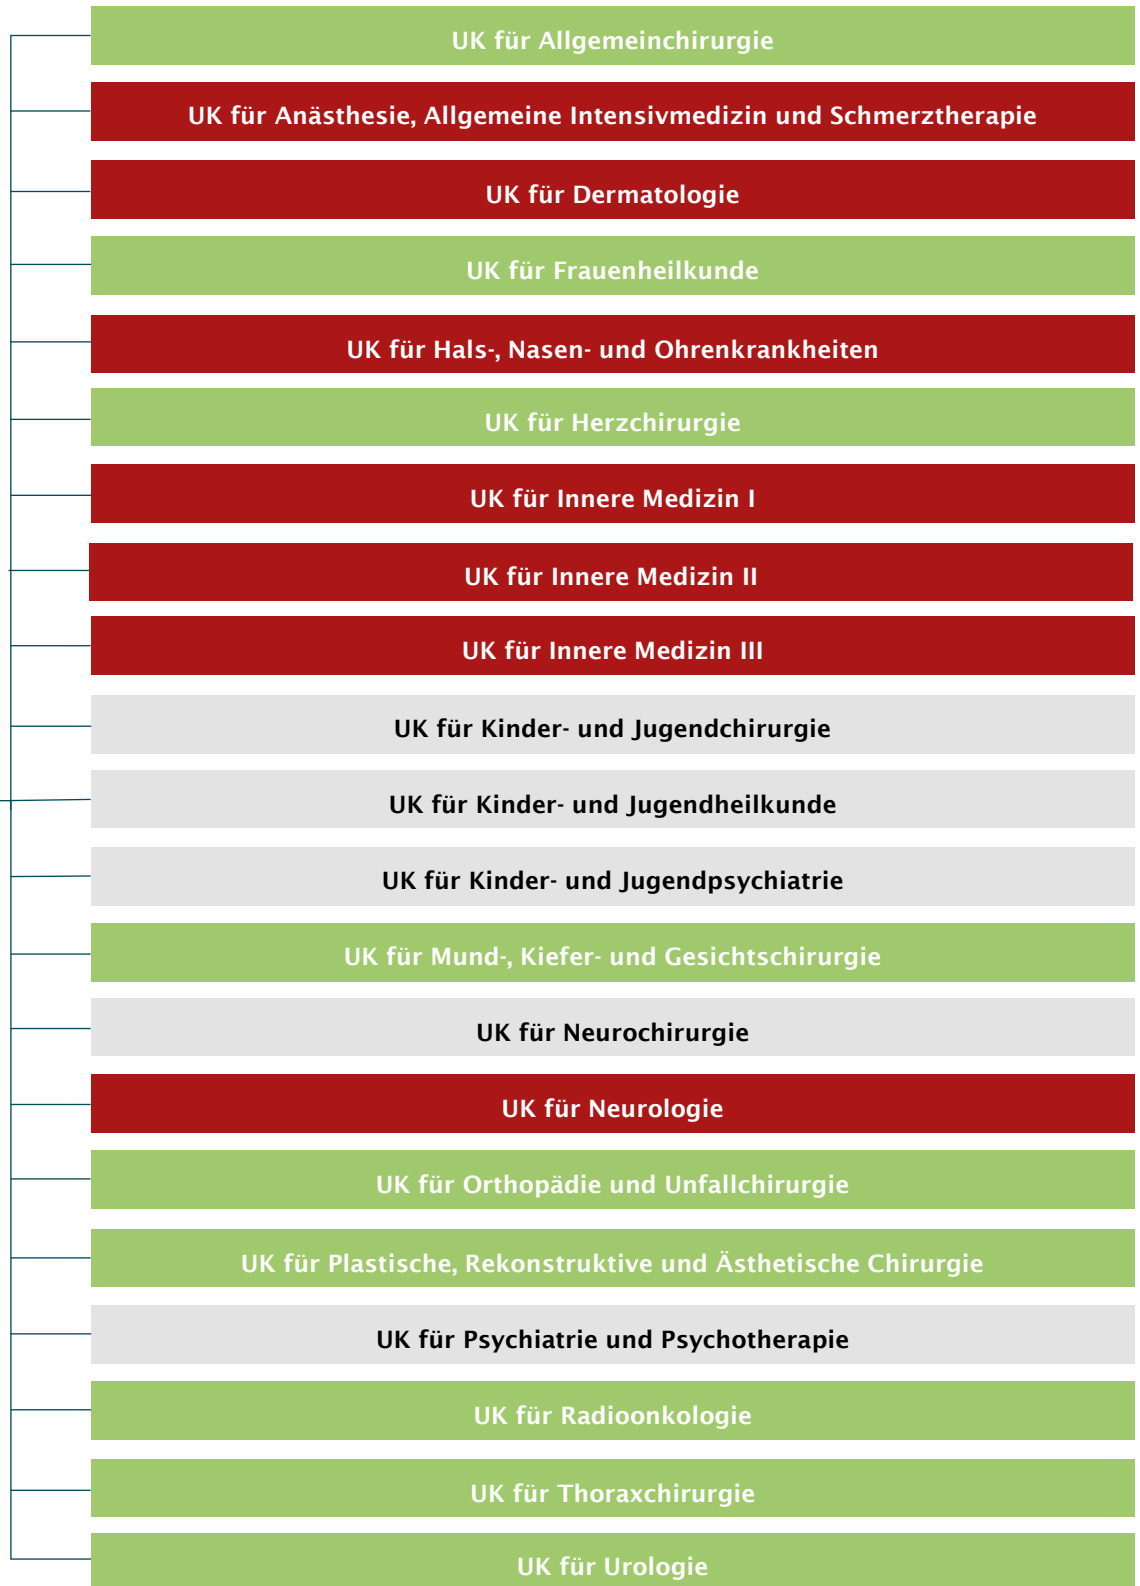 UK für Allgemeinchirurgie
UK für Anästhesie, Allgemeine Intensivmedizin und Schmerztherapie
UK für Dermatologie
UK für Frauenheilkunde
UK für Hals-, Nasen- und Ohrenkrankheiten
UK für Herzchirurgie
UK für Innere Medizin I
UK für Innere Medizin II
UK für Innere Medizin III
UK für Kinder- und Jugendchirurgie
UK für Kinder- und Jugendheilkunde
UK für Kinder- und Jugendpsychiatrie
UK für Mund-, Kiefer- und Gesichtschirurgie
UK für Neurochirurgie
UK für Neurologie
UK für Orthopädie und Unfallchirurgie
UK für Plastische, Rekonstruktive und Ästhetische Chirurgie
UK für Psychiatrie und Psychotherapie
UK für Radioonkologie
UK für Thoraxchirurgie
UK für Urologie